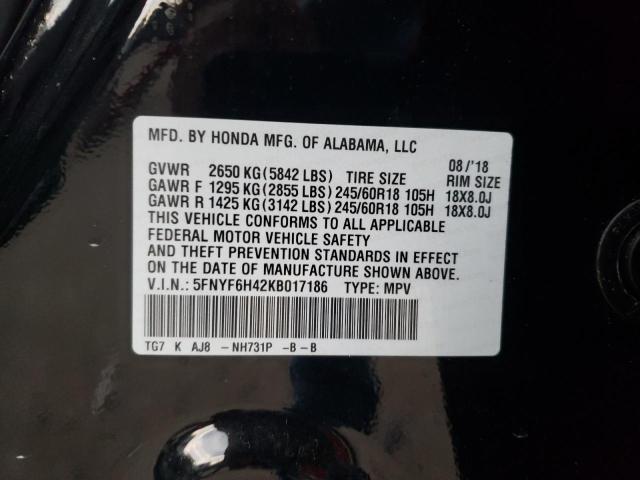 MFD. BY HONDA MFG. OF ALABAMA, LLC
GVWR 2650 KG(5842 LBS) TIRE SIZE 08/'18 RIM SIZE
GAWR F 1295 KG(2855 LBS)245/60R18 105H 18X8.0J
GAWR R 1425 KG(3142 LBS)245/60R18 105H 18X8.0J
THIS VEHICLE CONFORMS TO ALL APPLICABLE
FEDERAL MOTOR VEHICLE SAFETY
AND THEFT PREVENTION STANDARDS IN EFFECT
ON THE DATE OF MANUFACTURE SHOWN ABOVE.
V.I.N.: 5FNYF6H42KB017186 TYPE: MPV
TG7 K AJ8 -NH731P -B-B